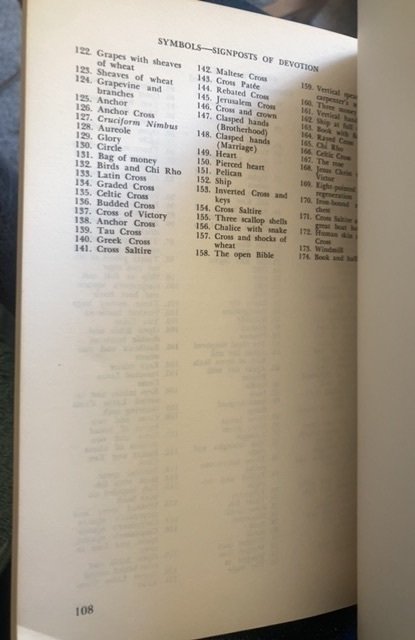 SYMBOLS—SIGNPOSTS OF DEVOTION
122. Grapes with sheaves
of wheat
123. Sheaves of wheat
124. Grapevine and
branches
125. Anchor
126. Anchor Cross
127. Cruciform Nimbus
128. Aureole
129. Glory
130. Circle
131. Bag of money
132. Birds and Chi Rho
133. Latin Cross
134. Graded Cross
135. Celtic Cross
136. Budded Cross
137. Cross of Victory
138. Anchor Cross
139. Tau Cross
140. Greek Cross
141. Cross Saltire
142. Maltese Cross
143. Cross Patée
144. Rebated Cross
145. Jerusalem Cross
146. Cross and crown
147. Clasped hands
(Brotherhood)
148. Clasped hands
(Marriage)
149. Heart
150. Pierced heart
151. Pelican
152. Ship
153. Inverted Cross and
keys
154. Cross Saltire
155. Three scallop shells
156. Chalice with snake
157. Cross and shocks of
wheat
158. The open Bible
159. Vertical
carpenter's
160. Three money
161. Vertical
162. Ship at full
163. Book with
164. Rayed Cross
165. Chi Rho
166. Celtic Cross
167. The rose
168. Jesus Christ
Victor
169. Eight-pointed
regeneration
170. Iron-bound
chest
171. Cross Saltire
great boat
172. Human skin
Cross
173. Windmill
174. Book and
108